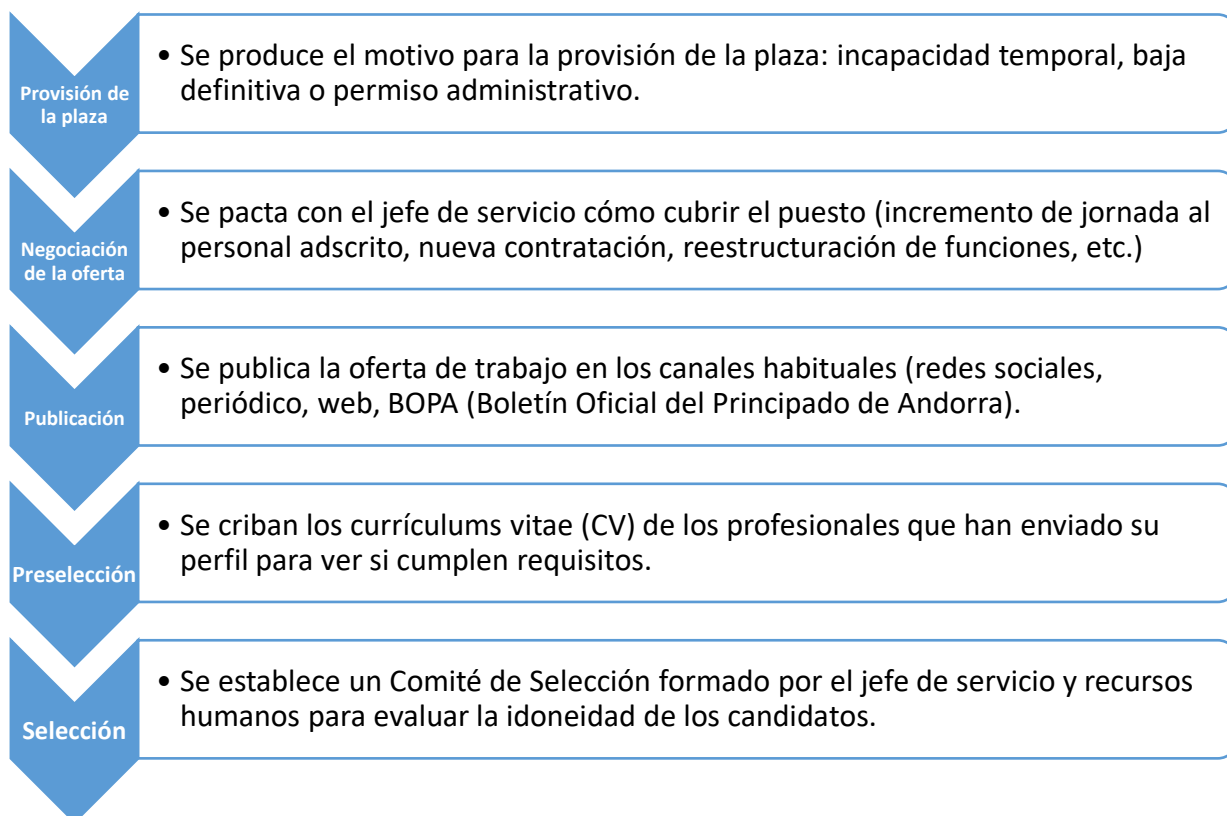 Provisión de
la plaza
• Se produce el motivo para la provisión de la plaza: incapacidad temporal, baja
definitiva o permiso administrativo.
Negociación
de la oferta
• Se pacta con el jefe de servicio cómo cubrir el puesto (incremento de jornada al
personal adscrito, nueva contratación, reestructuración de funciones, etc.)
Publicación
• Se publica la oferta de trabajo en los canales habituales (redes sociales,
periódico, web, BOPA (Boletín Oficial del Principado de Andorra).
Preselección
• Se criban los currículums vitae (CV) de los profesionales que han enviado su
perfil para ver si cumplen requisitos.
Selección
• Se establece un Comité de Selección formado por el jefe de servicio y recursos
humanos para evaluar la idoneidad de los candidatos.